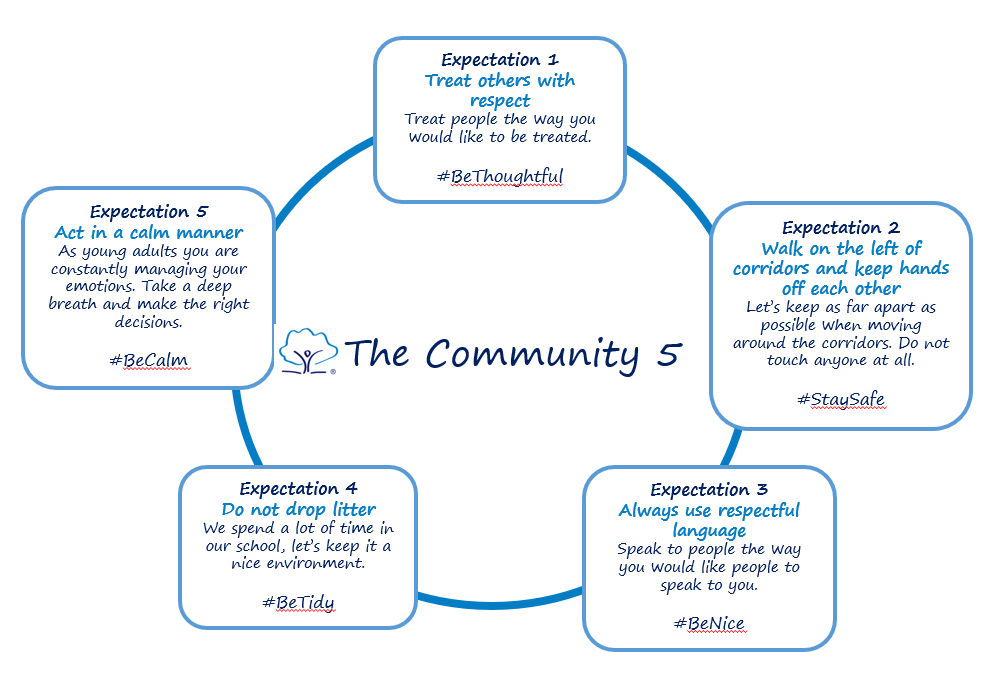 Expectation 1
Treat others with
respect
Treat people the way you
would like to be treated.
#BeThoughtful
Expectation 2
Walk on the left of
corridors and keep hands
off each other
Let's keep as far apart as
possible when moving
around the corridors. Do not
touch anyone at all.
#StaySafe
Expectation 3
Always use respectful
language
Speak to people the way
you would like people to
speak to you.
#BeNice
Expectation 4
Do not drop litter
We spend a lot of time in
our school, let's keep it a
nice environment.
#BeTidy
Expectation 5
Act in a calm manner
As young adults you are
constantly managing your
emotions. Take a deep
breath and make the right
decisions.
#BeCalm
®
The Community 5